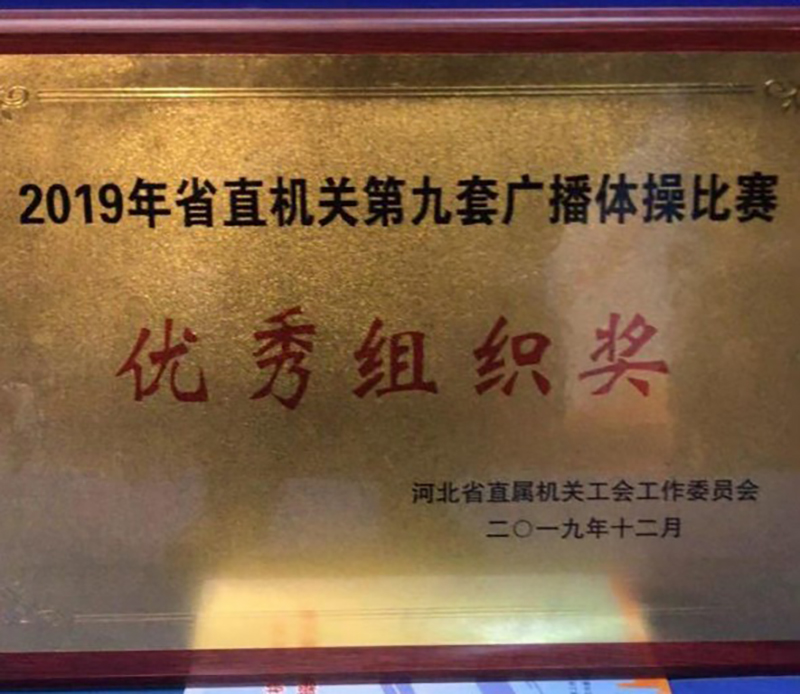 2019年省直机关第九套广播体操比赛
优秀组织奖
河北省直属机关工会工作委员会
二〇一九年十二月